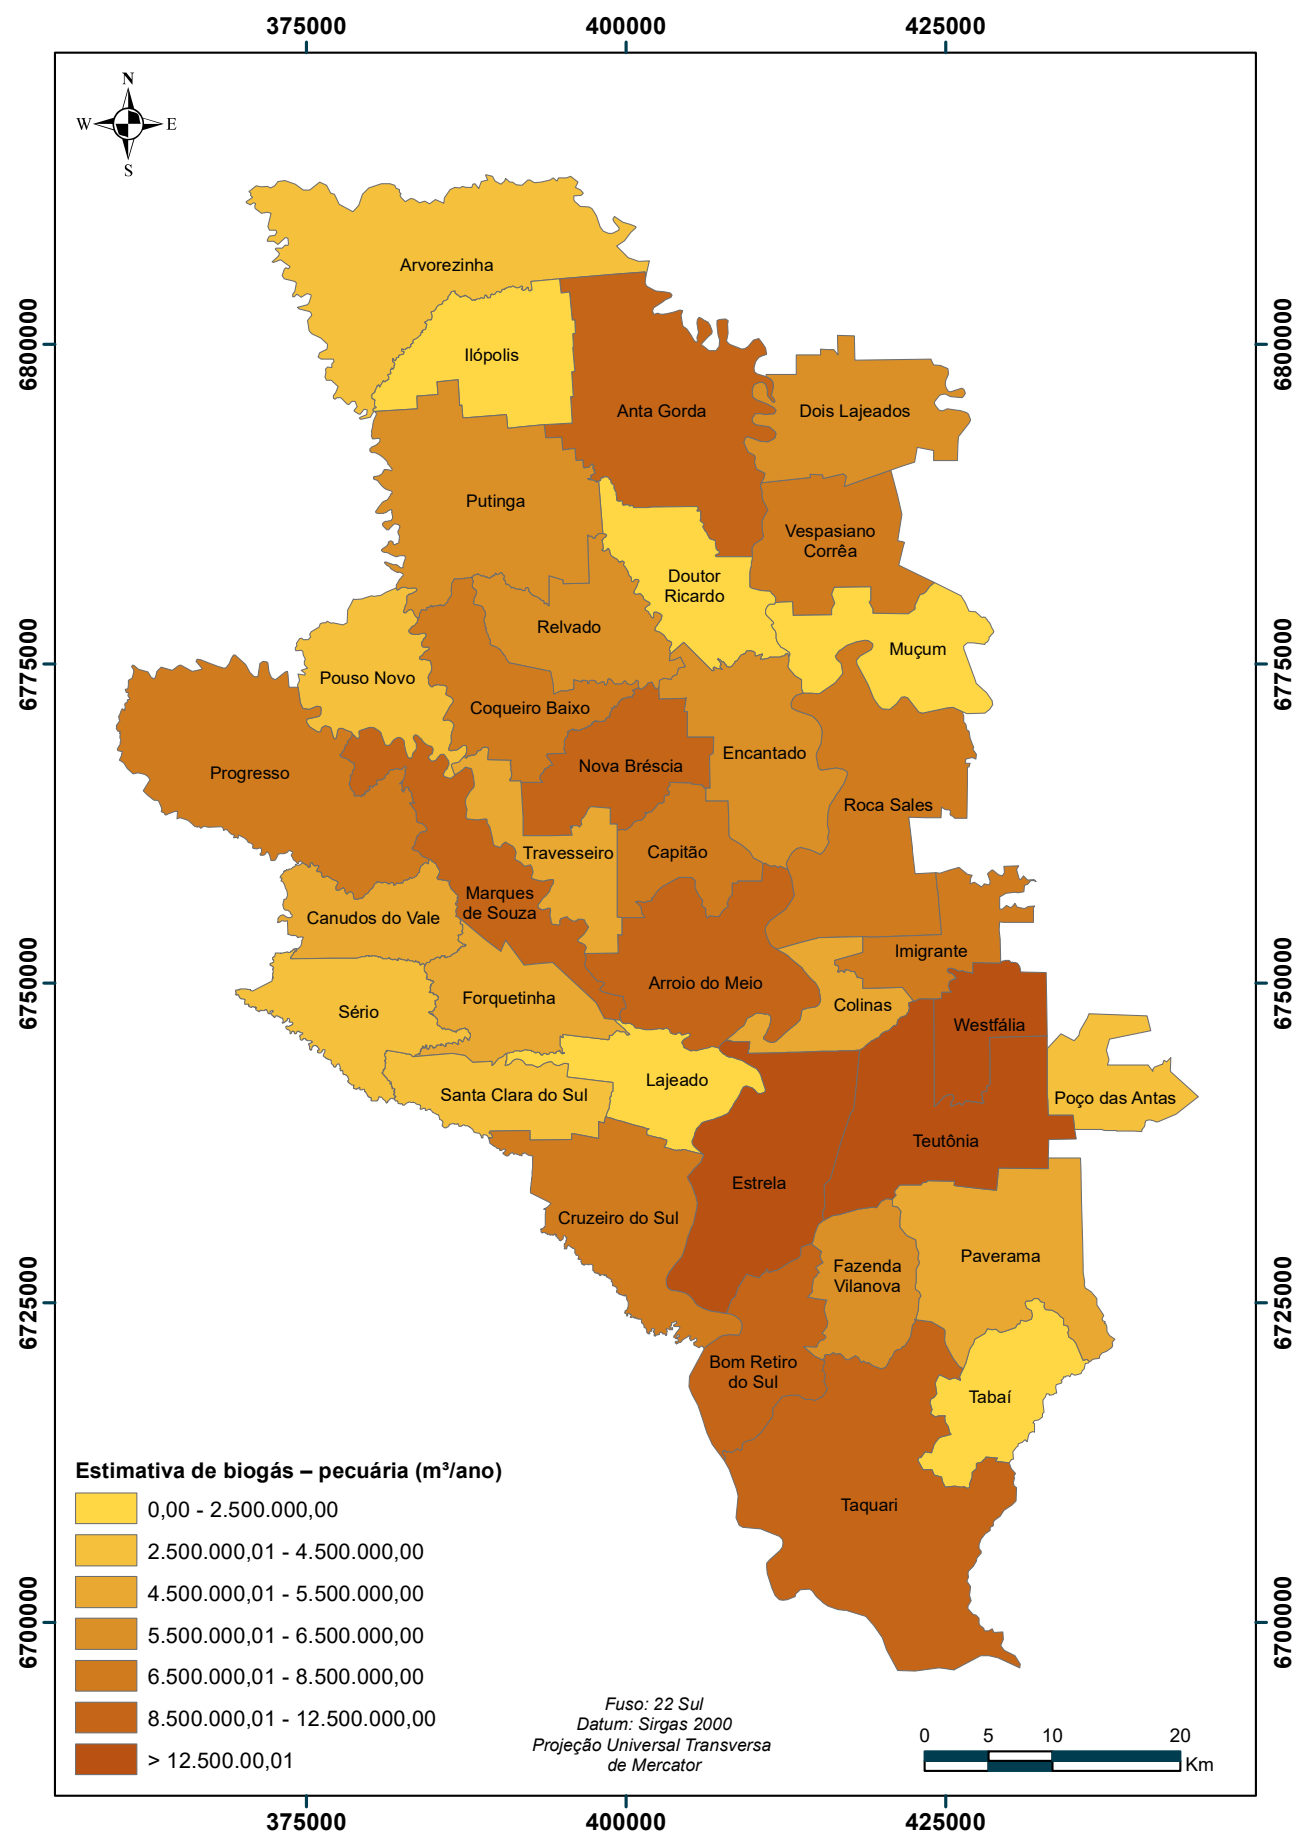 375000
400000
425000
N
W
E
S
Arvorezinha
6800000
6800000
Ilópolis
Anta Gorda
Dois Lajeados
Putinga
Vespasiano
Corrêa
Doutor
Ricardo
Relvado
Muçum
6775000
6775000
Pouso Novo
Coqueiro Baixo
Encantado
Nova Bréscia
Progresso
Roca Sales
Travesseiro
Capitão
Marques
de Souza
Canudos do Vale
Imigrante
6750000
6750000
Arroio do Meio
Forquetinha
Colinas
Sério
Westfália
Lajeado
Santa Clara do Sul
Poço das Antas
Teutônia
Estrela
Cruzeiro do Sul
Paverama
Fazenda
Vilanova
6725000
6725000
Bom Retiro
do Sul
Tabaí
Taquari
Estimativa de biogás – pecuária (m³/ano)
0,00 - 2.500.000,00
2.500.000,01 - 4.500.000,00
4.500.000,01 - 5.500.000,00
5.500.000,01 - 6.500.000,00
6.500.000,01 - 8.500.000,00
8.500.000,01 - 12.500.000,00
> 12.500.00,01
6700000
6700000
Fuso: 22 Sul
Datum: Sirgas 2000
Projeção Universal Transversa
de Mercator
0 5 10 20
Km
375000
400000
425000